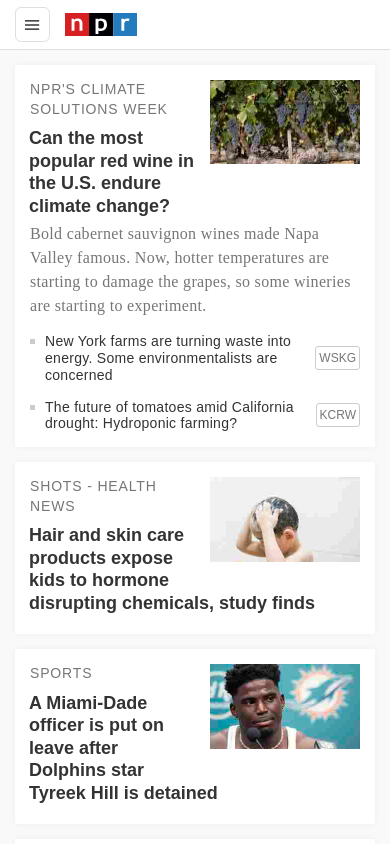 npr
NPR'S CLIMATE
SOLUTIONS WEEK
Can the most
popular red wine in
the U.S. endure
climate change?
Bold cabernet sauvignon wines made Napa
Valley famous. Now, hotter temperatures are
starting to damage the grapes, so some wineries
are starting to experiment.
New York farms are turning waste into
energy. Some environmentalists are
concerned
WSKG
The future of tomatoes amid California
drought: Hydroponic farming?
KCRW
SHOTS - HEALTH
NEWS
Hair and skin care
products expose
kids to hormone
disrupting chemicals, study finds
SPORTS
A Miami-Dade
officer is put on
leave after
Dolphins star
Tyreek Hill is detained